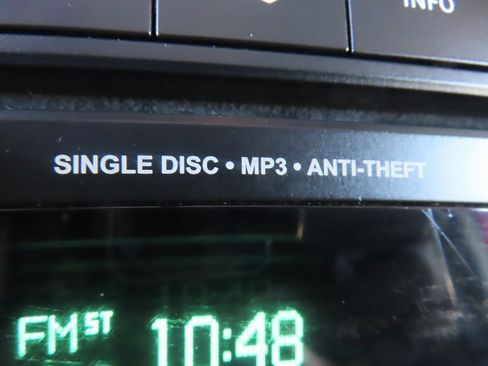 INFO
SINGLE DISC • MP3 • ANTI-THEFT
FM ST 10:48